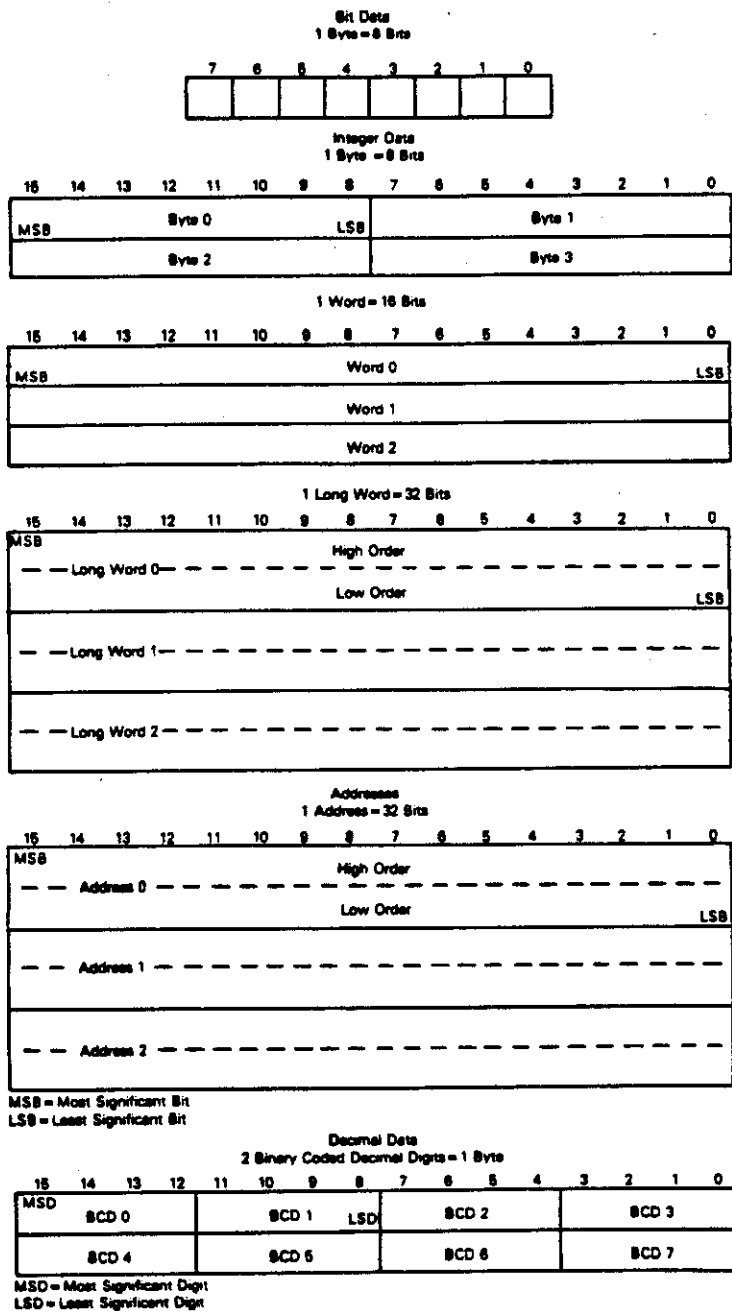 Bit Data
1 Byte = 8 Bits
7 6 5 4 3 2 1 0
Integer Data
1 Byte = 8 Bits
15 14 13 12 11 10 9 8 7 6 5 4 3 2 1 0
MSB Byte 0 LSB Byte 1
Byte 2 Byte 3
1 Word = 16 Bits
15 14 13 12 11 10 9 8 7 6 5 4 3 2 1 0
MSB Word 0 LSB
Word 1
Word 2
1 Long Word = 32 Bits
15 14 13 12 11 10 9 8 7 6 5 4 3 2 1 0
MSB High Order
Long Word 0
Low Order LSB
Long Word 1
Long Word 2
Addresses
1 Address = 32 Bits
15 14 13 12 11 10 9 8 7 6 5 4 3 2 1 0
MSB High Order
Address 0
Low Order LSB
Address 1
Address 2
MSB = Most Significant Bit
LSB = Least Significant Bit
Decimal Data
2 Binary Coded Decimal Digits = 1 Byte
15 14 13 12 11 10 9 8 7 6 5 4 3 2 1 0
MSD BCD 0 BCD 1 LSD BCD 2 BCD 3
BCD 4 BCD 5 BCD 6 BCD 7
MSD = Most Significant Digit
LSD = Least Significant Digit